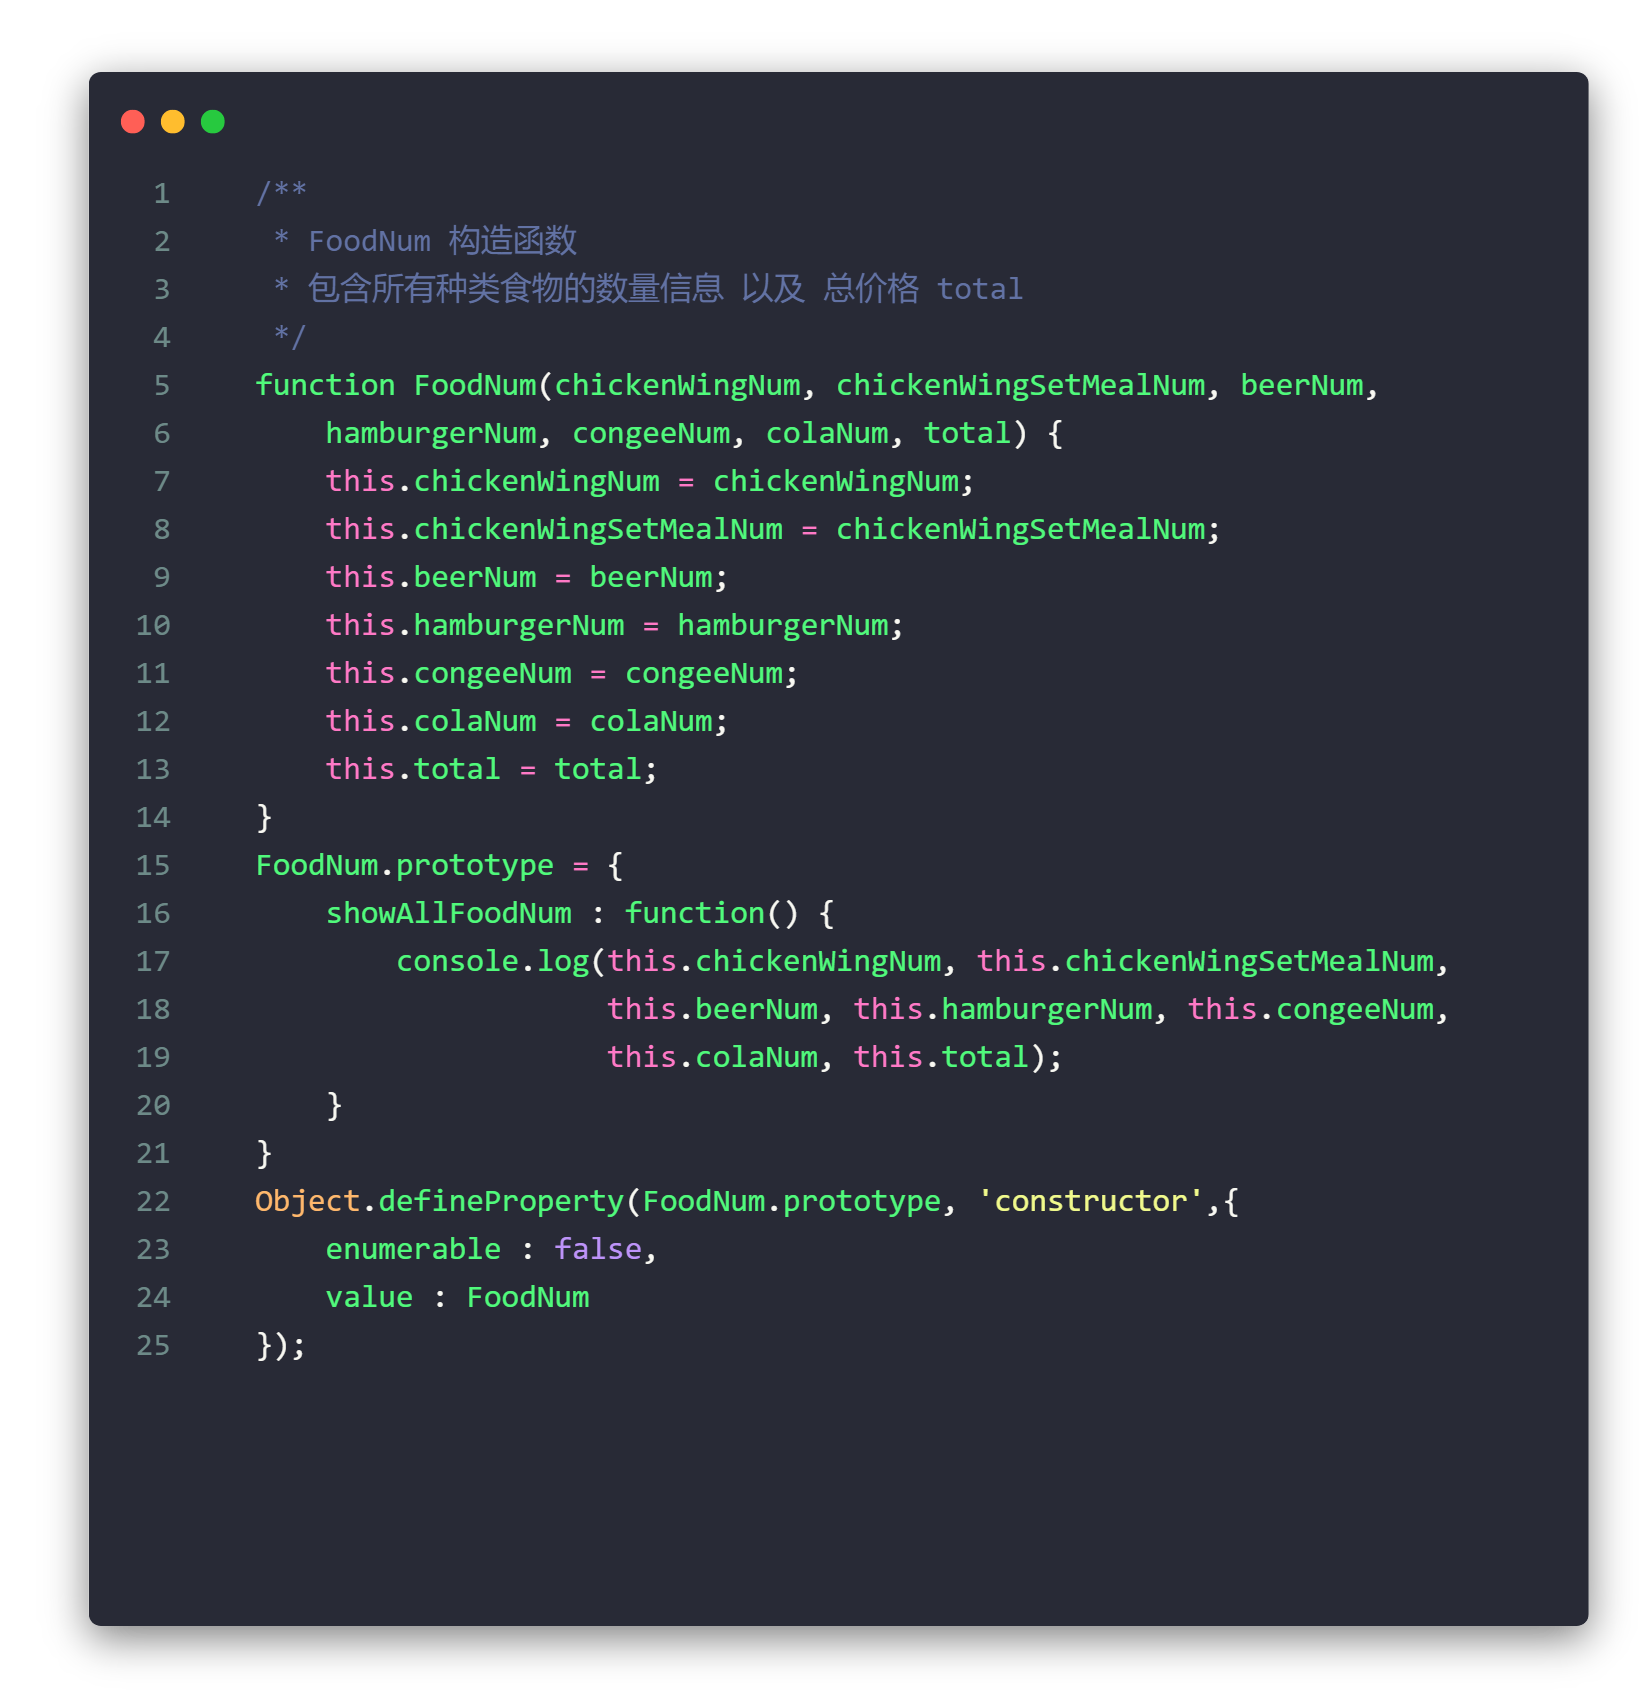 1 /**
2  * FoodNum 构造函数
3  * 包含所有种类食物的数量信息 以及 总价格 total
4  */
5 function FoodNum(chickenWingNum, chickenWingSetMealNum, beerNum,
6     hamburgerNum, congeeNum, colaNum, total) {
7     this.chickenWingNum = chickenWingNum;
8     this.chickenWingSetMealNum = chickenWingSetMealNum;
9     this.beerNum = beerNum;
10     this.hamburgerNum = hamburgerNum;
11     this.congeeNum = congeeNum;
12     this.colaNum = colaNum;
13     this.total = total;
14 }
15 FoodNum.prototype = {
16     showAllFoodNum : function() {
17         console.log(this.chickenWingNum, this.chickenWingSetMealNum,
18                     this.beerNum, this.hamburgerNum, this.congeeNum,
19                     this.colaNum, this.total);
20     }
21 }
22 Object.defineProperty(FoodNum.prototype, 'constructor',{
23     enumerable : false,
24     value : FoodNum
25 });